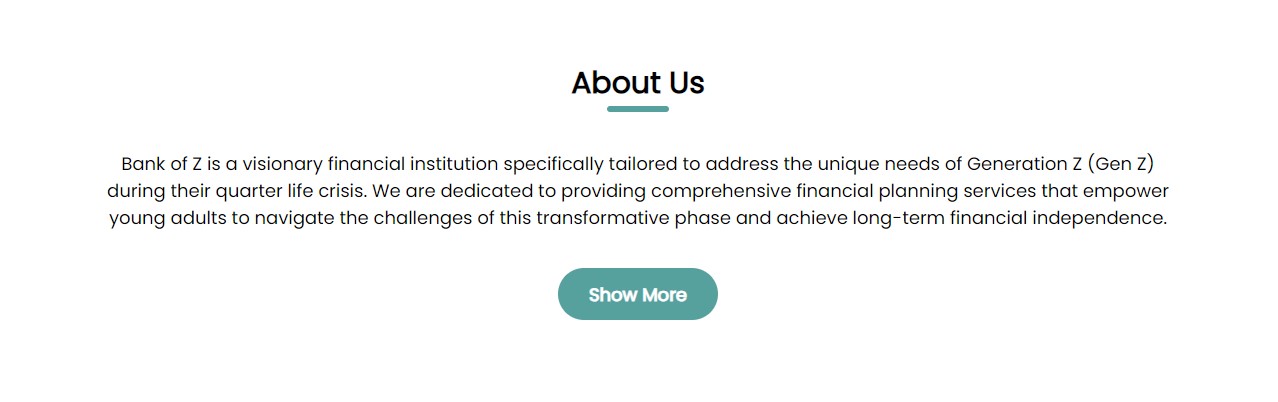 About Us
Bank of Z is a visionary financial institution specifically tailored to address the unique needs of Generation Z (Gen Z)
during their quarter life crisis. We are dedicated to providing comprehensive financial planning services that empower
young adults to navigate the challenges of this transformative phase and achieve long-term financial independence.
Show More